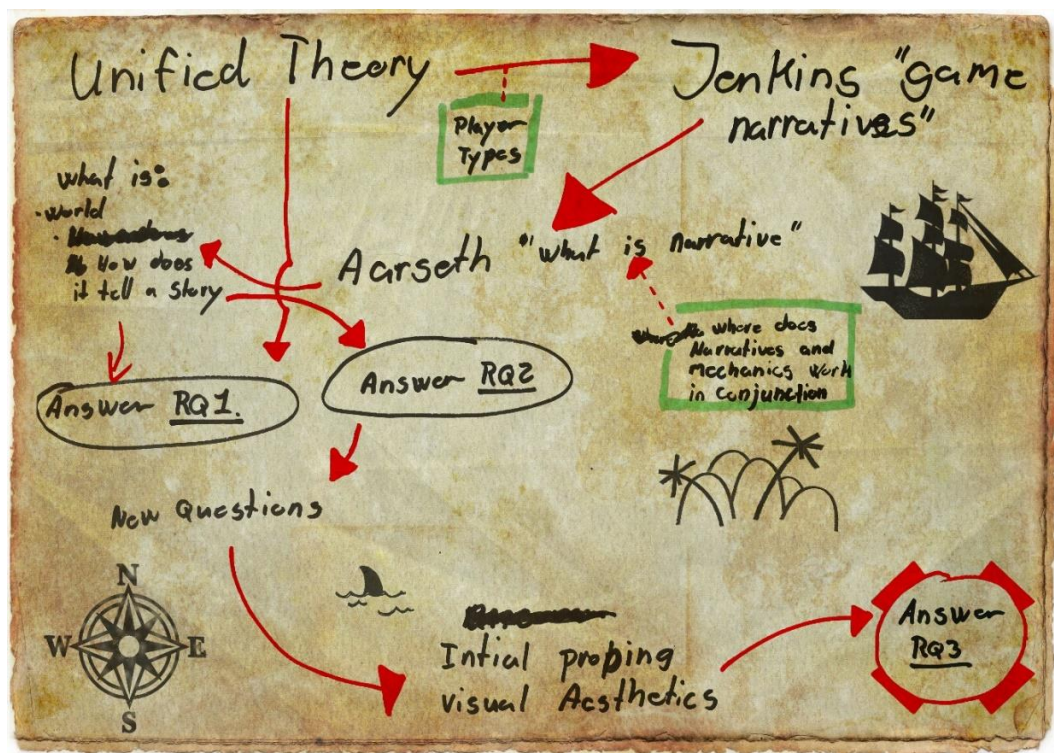 Unified Theory
Jenkins "game
narratives"
Player
Types
what is:
·world
How does
it tell a story
Aarseth "what is narrative"
where does
Narratives and
Mechanics work
in conjunction
Answer RQ1.
Answer RQ2
New Questions
Intial probing
visual Aesthetics
Answer
RQ3
N
W E
S